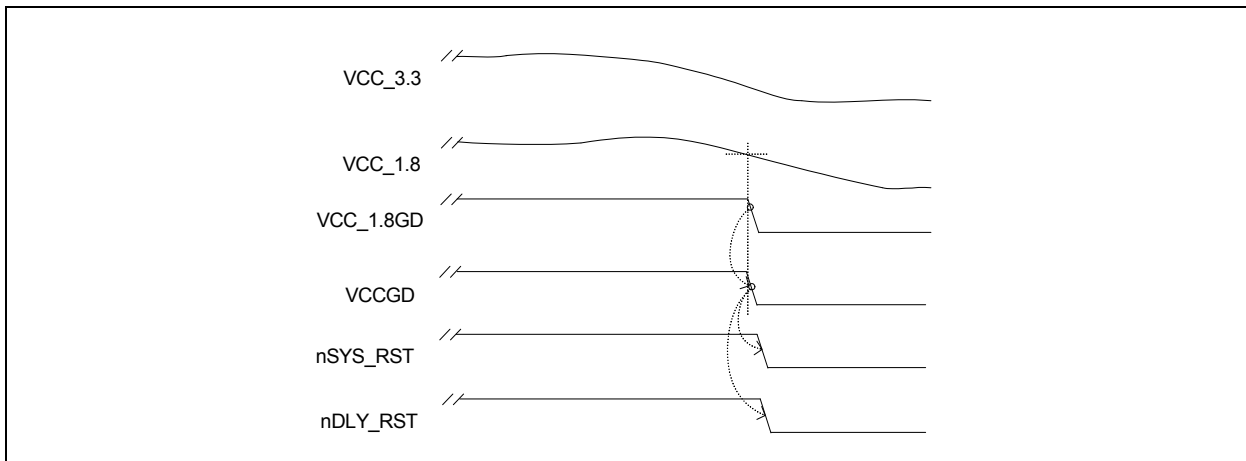 VCC_3.3
VCC_1.8
VCC_1.8GD
VCCGD
nSYS_RST
nDLY_RST